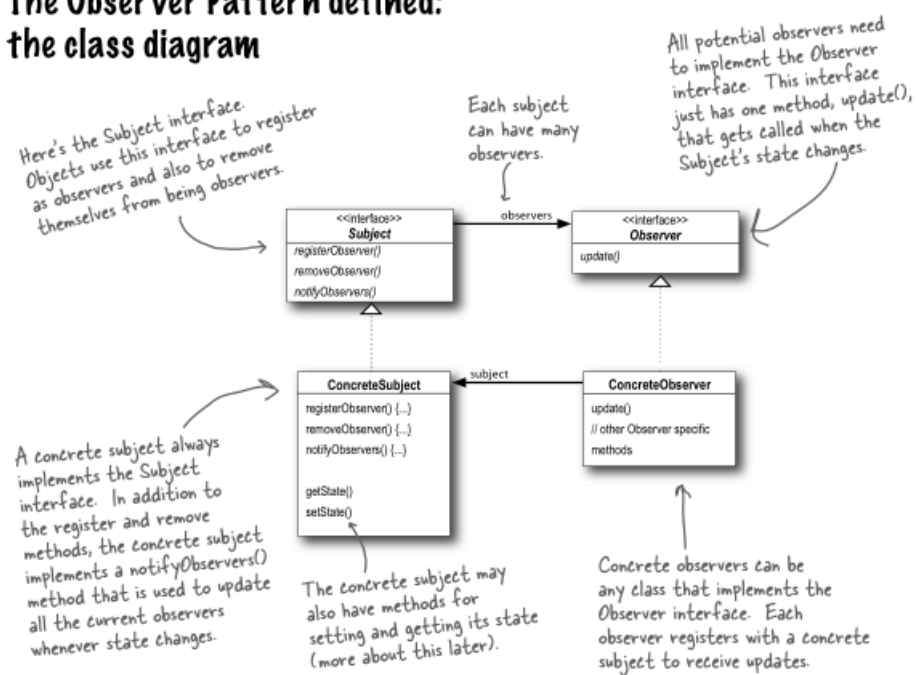 The Observer Pattern defined:
the class diagram
Here's the Subject interface.
Objects use this interface to register
as observers and also to remove
themselves from being observers.
Each subject
can have many
observers.
All potential observers need
to implement the Observer
interface. This interface
just has one method, update(),
that gets called when the
Subject's state changes.
<<interface>>
Subject
registerObserver()
removeObserver()
notifyObservers()
observers
<<interface>>
Observer
update()
ConcreteSubject
registerObserver() {...}
removeObserver() {...}
notifyObservers() {...}
getState()
setState()
subject
ConcreteObserver
update()
// other Observer specific
methods
A concrete subject always
implements the Subject
interface. In addition to
the register and remove
methods, the concrete subject
implements a notifyObservers()
method that is used to update
all the current observers
whenever state changes.
The concrete subject may
also have methods for
setting and getting its state
(more about this later).
Concrete observers can be
any class that implements the
Observer interface. Each
observer registers with a concrete
subject to receive updates.